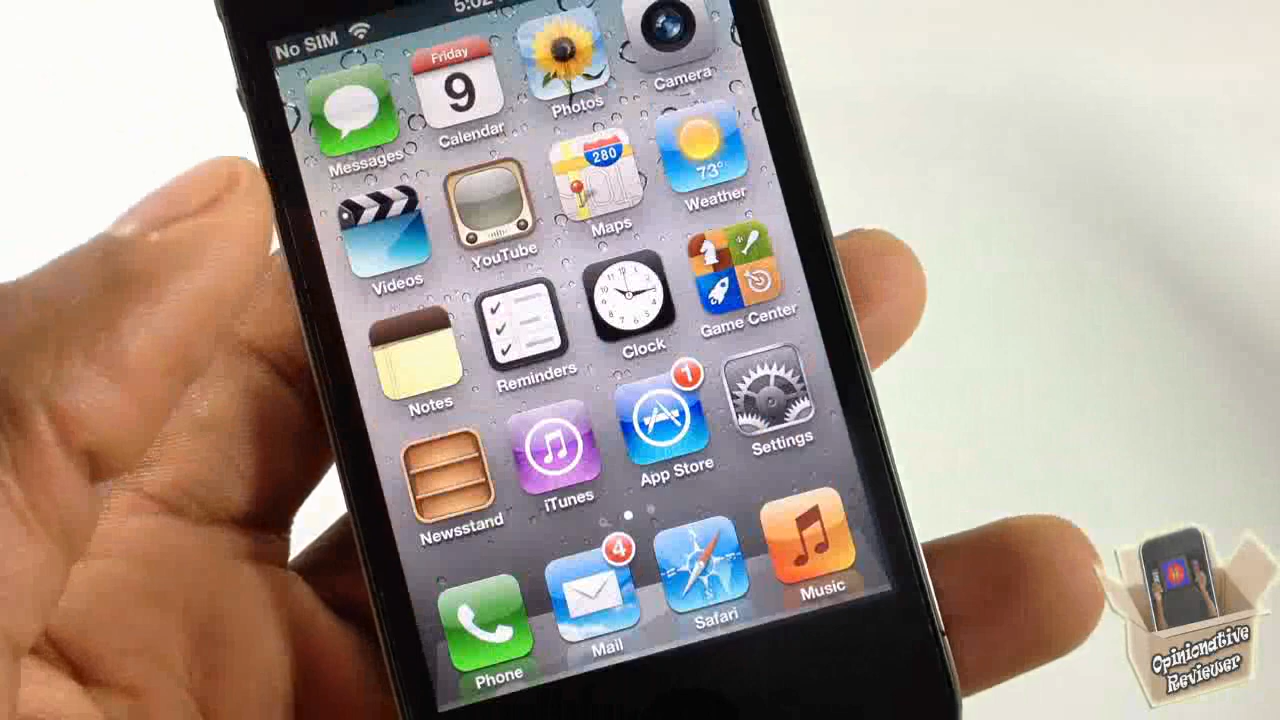 No SIM 5:02
Friday
9
280
73°
Messages Calendar Photos Camera
Videos YouTube Maps Weather
Notes Reminders Clock Game Center
1
Newsstand iTunes App Store Settings
4
Phone Mail Safari Music
Opinionative
Reviewer